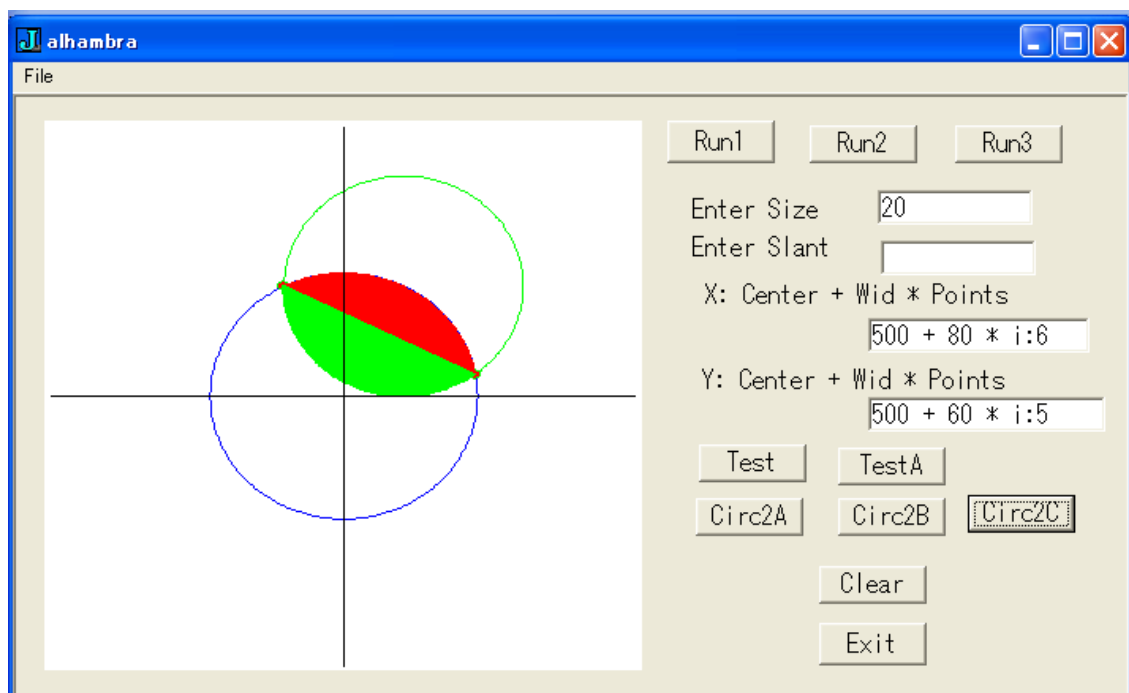 alhambra
File
Run1 Run2 Run3
Enter Size 20
Enter Slant
X: Center + Wid * Points
500 + 80 * i:6
Y: Center + Wid * Points
500 + 60 * i:5
Test TestA
Circ2A Circ2B Circ2C
Clear
Exit